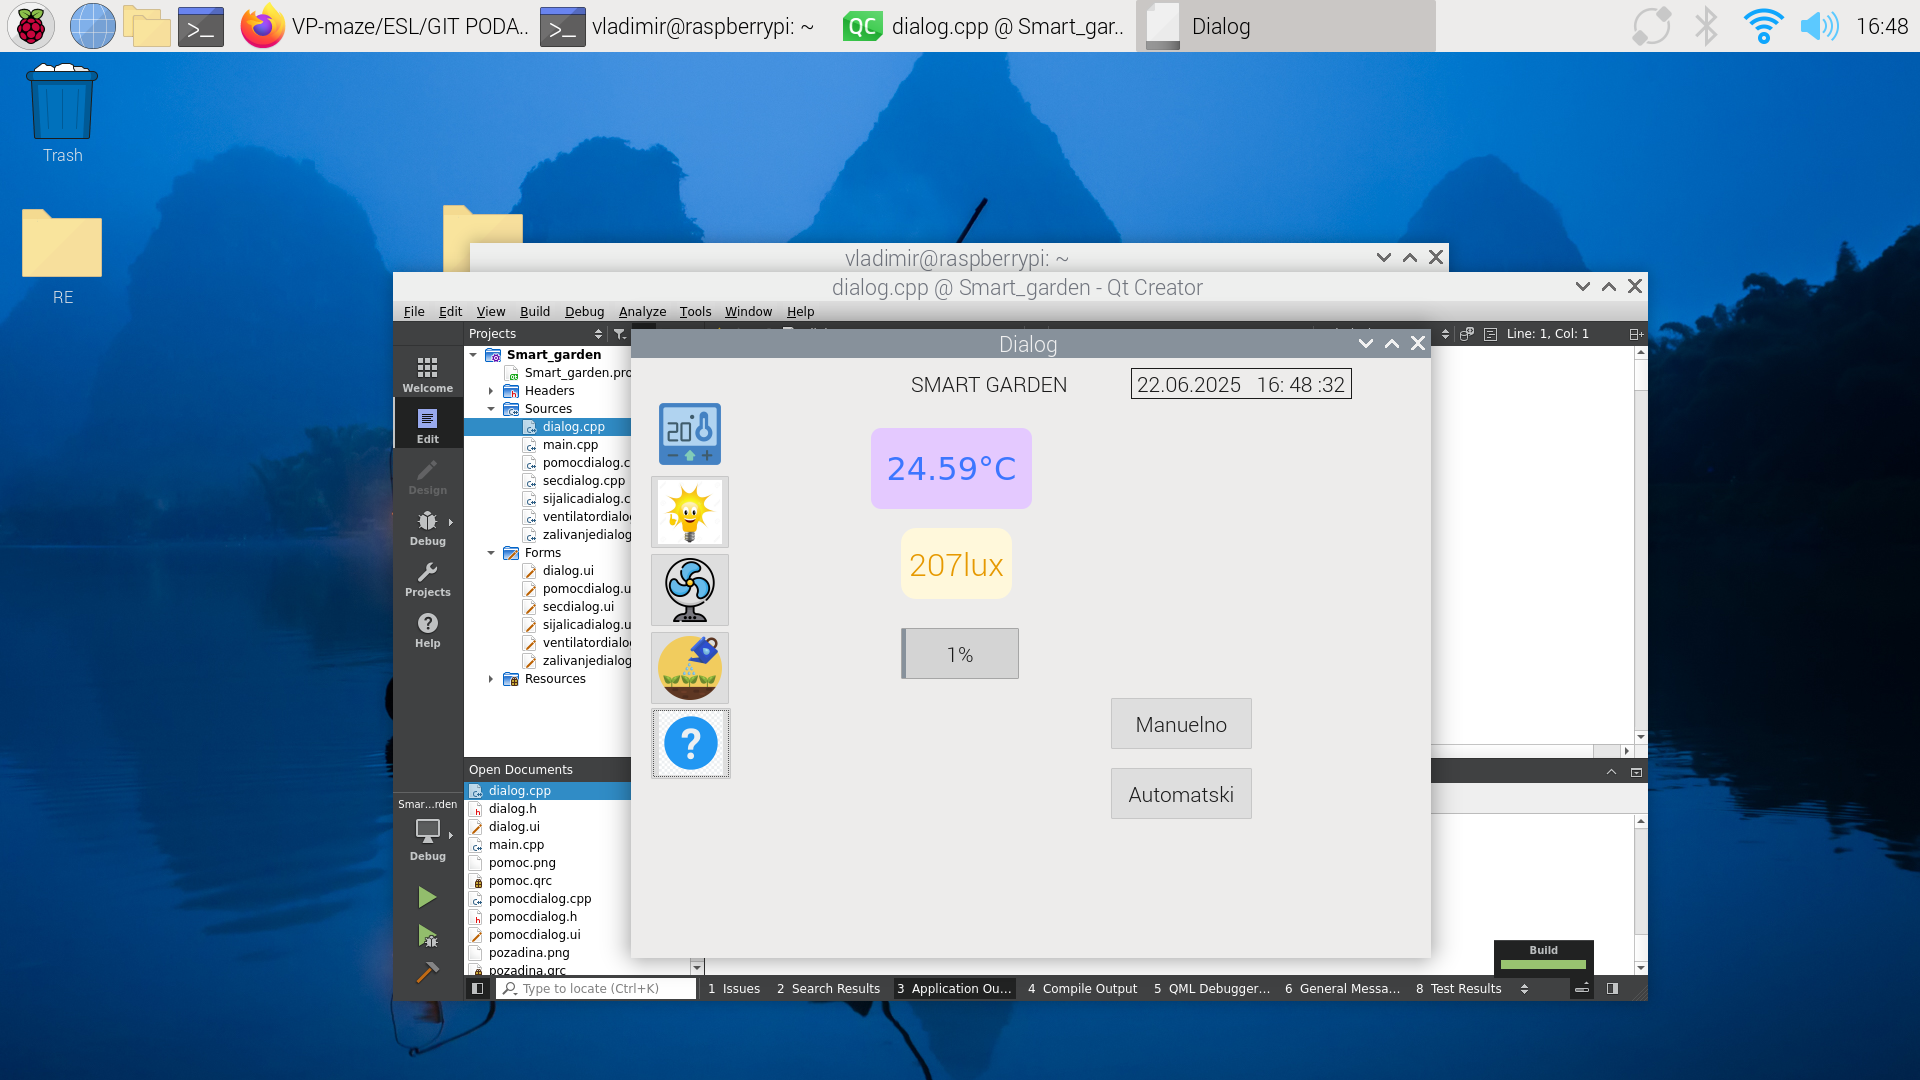 VP-maze/ESL/GIT PODA..
vladimir@raspberrypi: ~
QC
dialog.cpp @ Smart_gar..
Dialog
16:48
Trash
RE
vladimir@raspberrypi: ~
dialog.cpp @ Smart_garden - Qt Creator
File Edit View Build Debug Analyze Tools Window Help
Projects
Line: 1, Col: 1
Welcome
Edit
Design
Debug
Projects
Help
Smart_garden
Smart_garden.pro
Headers
Sources
dialog.cpp
main.cpp
pomocdialog.c
secdialog.cpp
sijalicadialog.c
ventilatordialo
zalivanjedialog
Forms
dialog.ui
pomocdialog.u
secdialog.ui
sijalicadialog.u
ventilatordialo
zalivanjedialog
Resources
Dialog
SMART GARDEN
22.06.2025 16: 48 :32
20°
24.59°C
207lux
1%
Manuelno
Automatski
Open Documents
dialog.cpp
dialog.h
dialog.ui
main.cpp
pomoc.png
pomoc.qrc
pomocdialog.cpp
pomocdialog.h
pomocdialog.ui
pozadina.png
pozadina.qrc
Smar...rden
Debug
Build
Type to locate (Ctrl+K)
1 Issues
2 Search Results
3 Application Ou...
4 Compile Output
5 QML Debugger...
6 General Messa...
8 Test Results